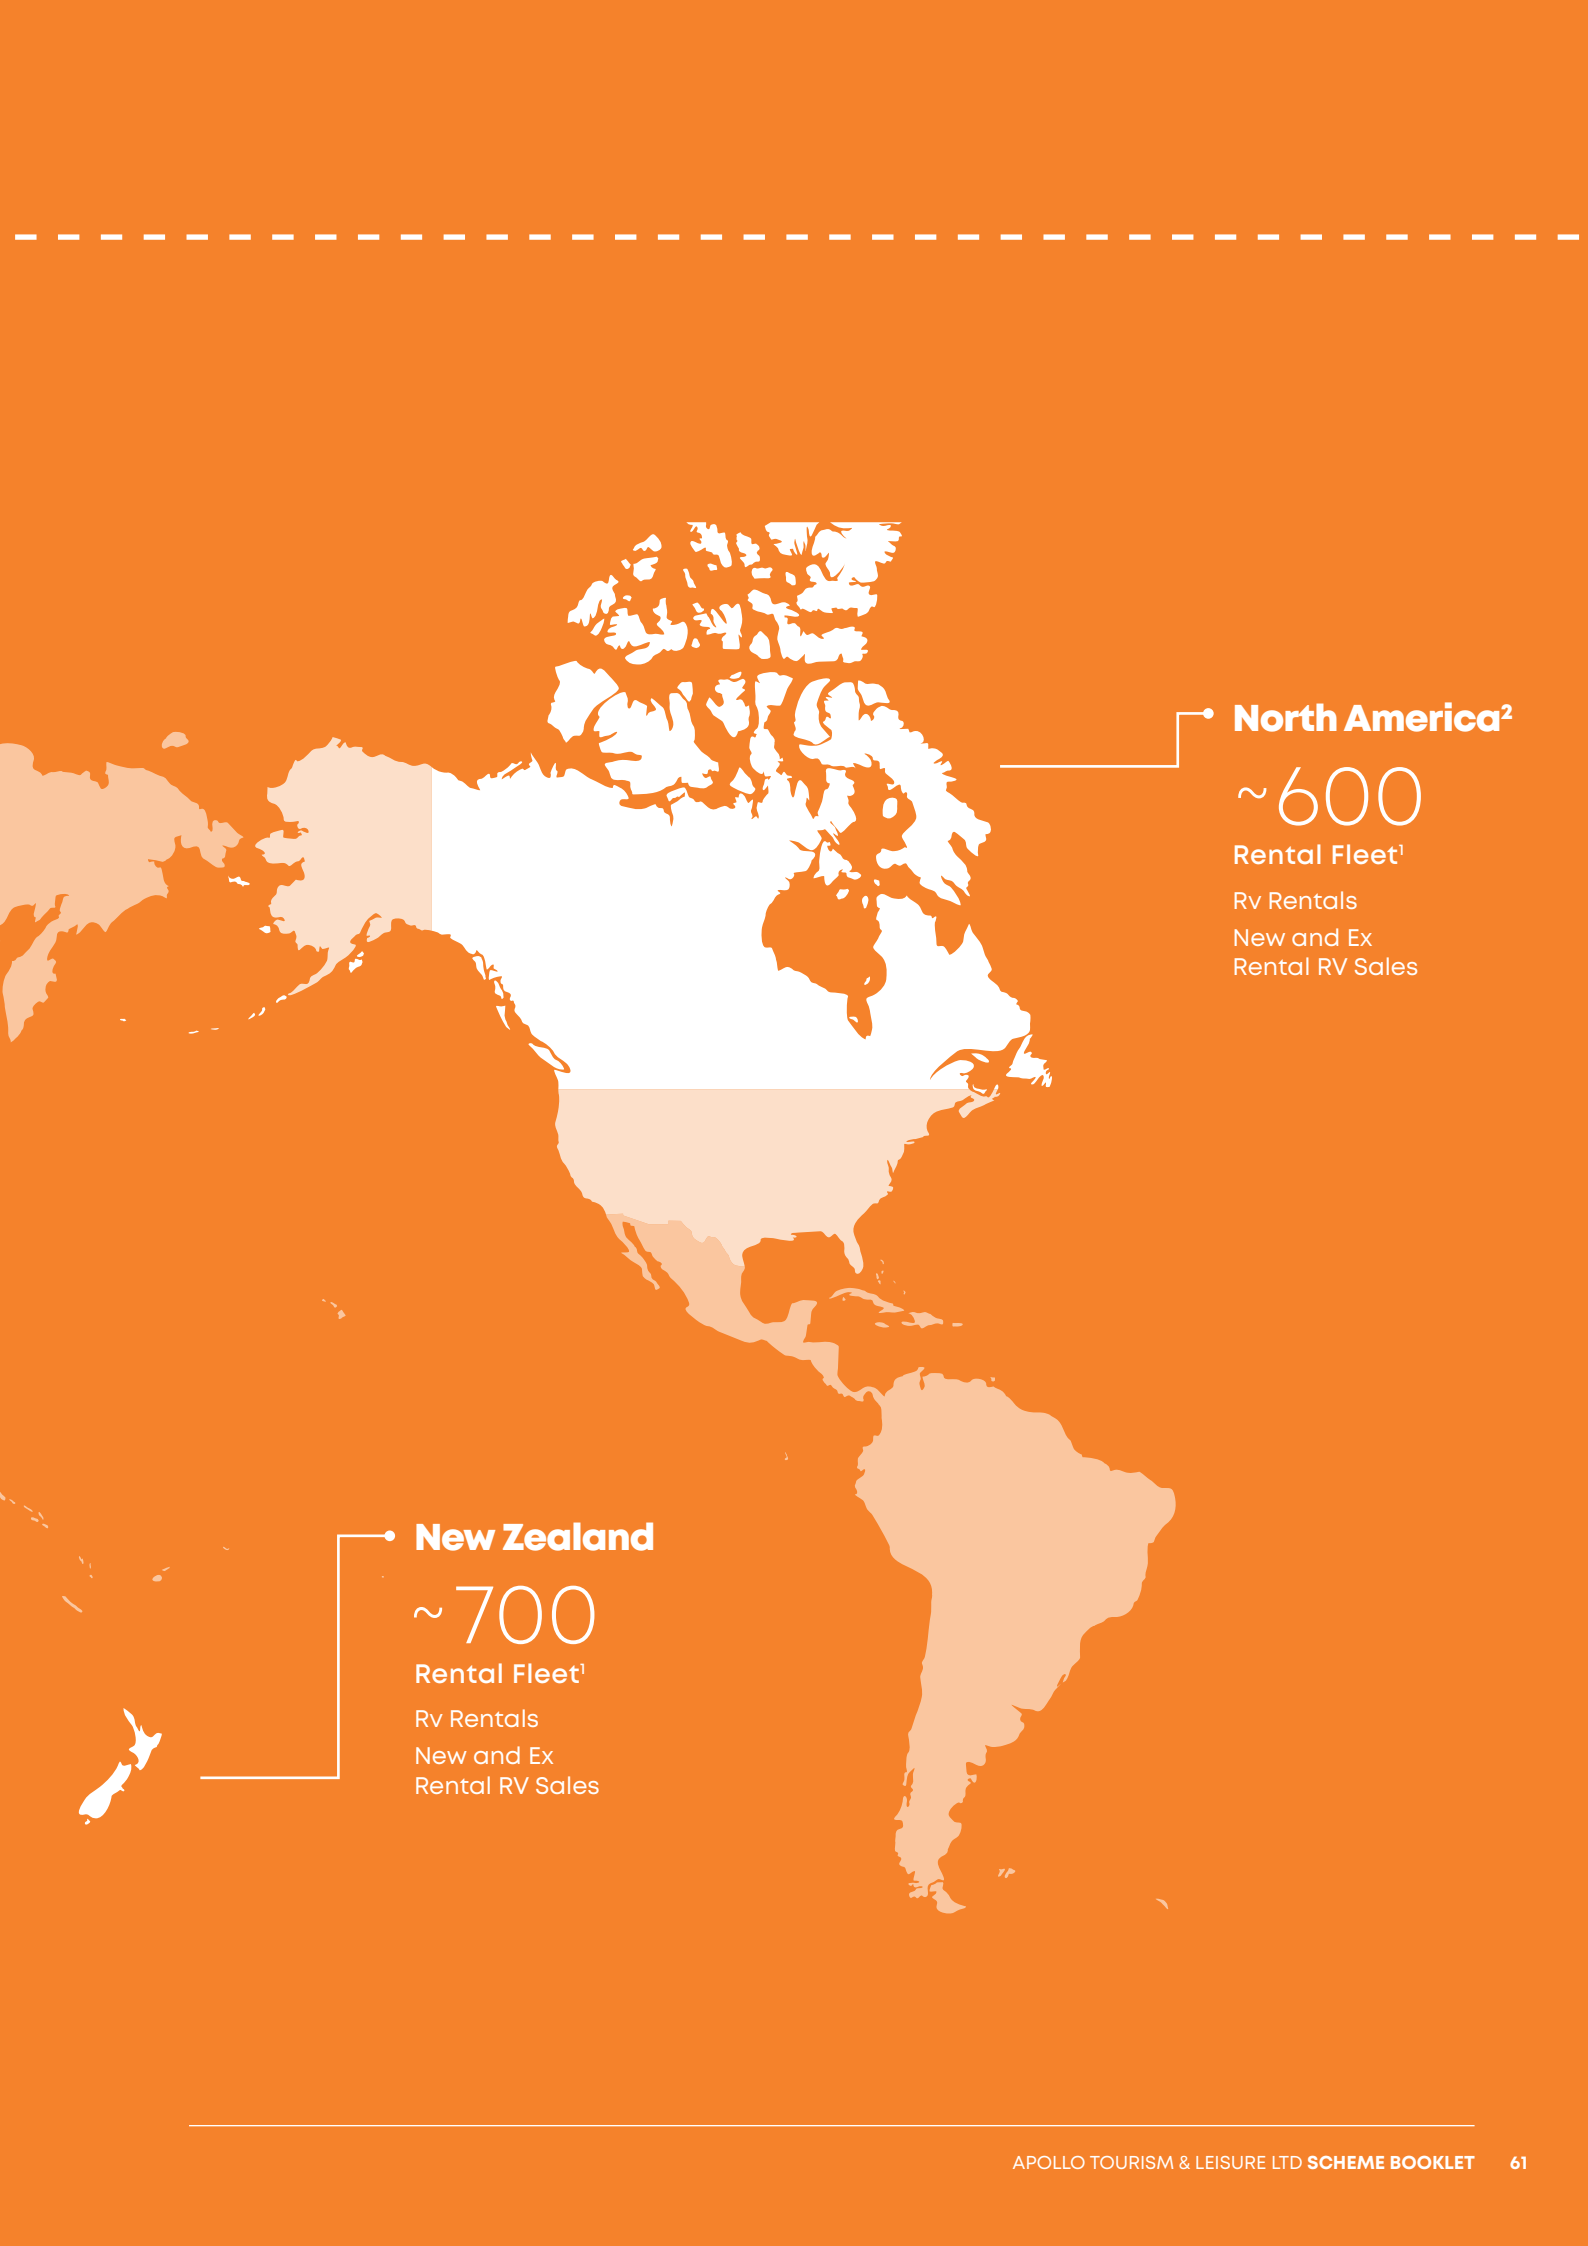 North America²
~600
Rental Fleet¹
Rv Rentals
New and Ex
Rental RV Sales
New Zealand
~700
Rental Fleet¹
Rv Rentals
New and Ex
Rental RV Sales
APOLLO TOURISM & LEISURE LTD SCHEME BOOKLET 61